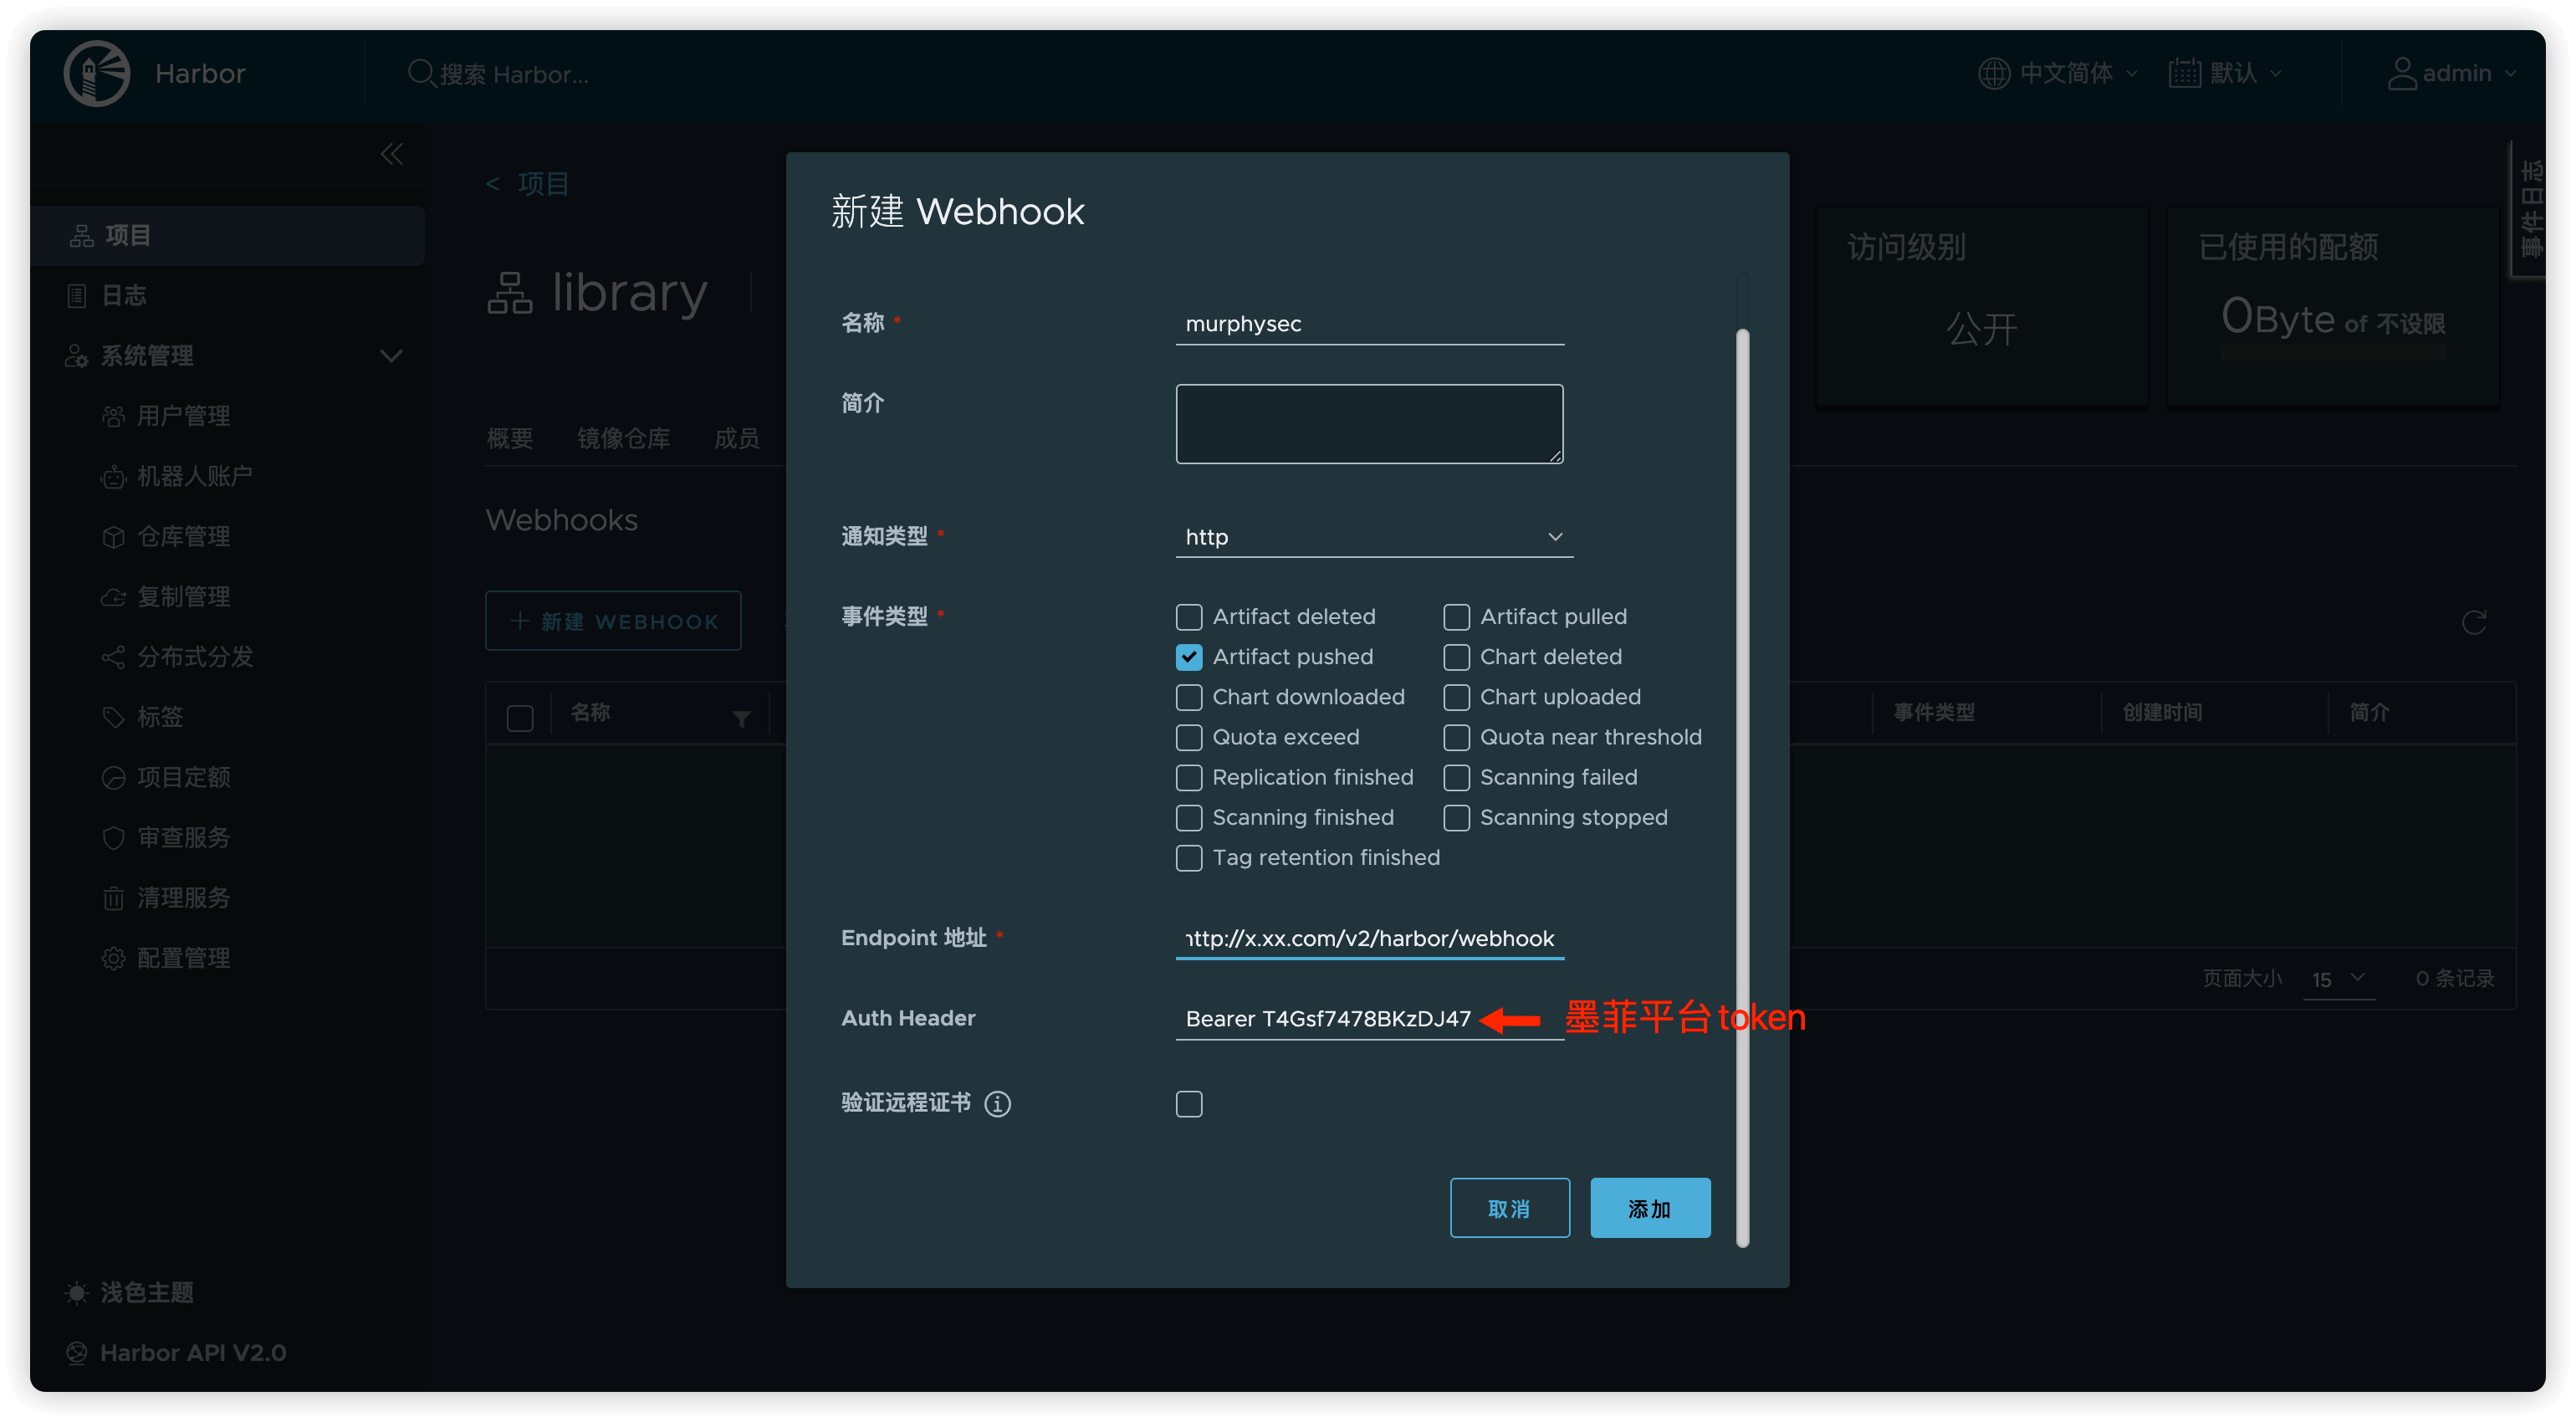 Harbor
搜索 Harbor...
中文简体
默认
admin
项目
日志
系统管理
用户管理
机器人账户
仓库管理
复制管理
分布式分发
标签
项目定额
审查服务
清理服务
配置管理
浅色主题
Harbor API V2.0
< 项目
library
概要 镜像仓库 成员
Webhooks
+ 新建 WEBHOOK
名称
访问级别
公开
已使用的配额
0Byte of 不设限
事件日志
事件类型 创建时间 简介
页面大小 15 0 条记录
新建 Webhook
名称 * murphysec
简介
通知类型 * http
事件类型 *
Artifact deleted Artifact pulled
Artifact pushed Chart deleted
Chart downloaded Chart uploaded
Quota exceed Quota near threshold
Replication finished Scanning failed
Scanning finished Scanning stopped
Tag retention finished
Endpoint 地址 * http://x.xx.com/v2/harbor/webhook
Auth Header Bearer T4Gsf7478BKzDJ47 墨菲平台token
验证远程证书
取消 添加